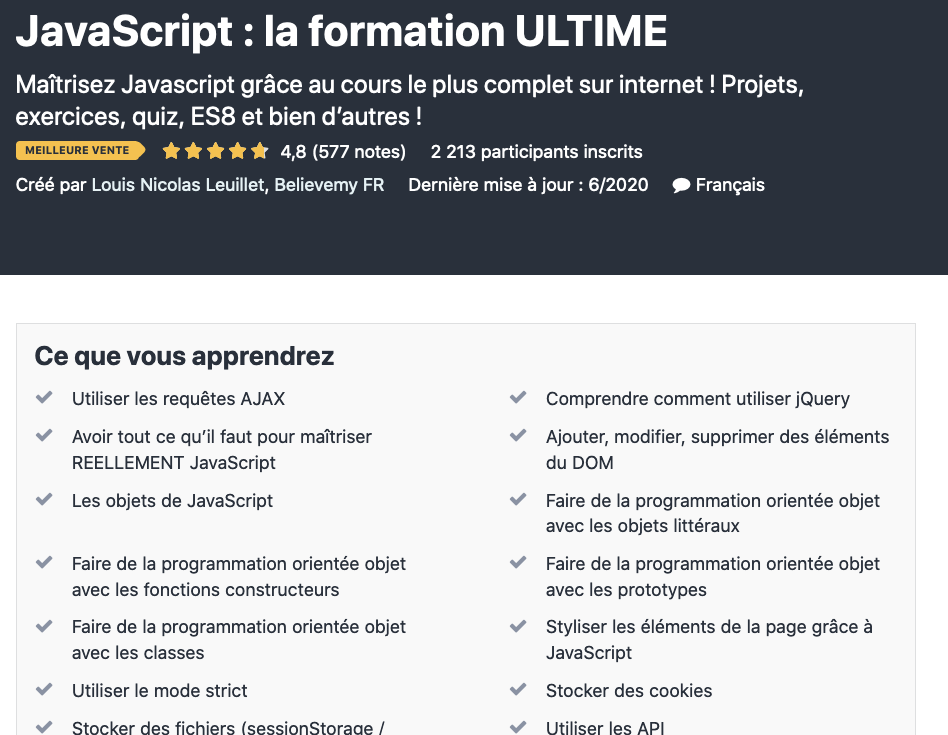 JavaScript : la formation ULTIME
Maîtrisez Javascript grâce au cours le plus complet sur internet ! Projets,
exercices, quiz, ES8 et bien d’autres !
MEILLEURE VENTE 4,8 (577 notes) 2 213 participants inscrits
Créé par Louis Nicolas Leuillet, Believemy FR Dernière mise à jour : 6/2020 Français
Ce que vous apprendrez
Utiliser les requêtes AJAX
Comprendre comment utiliser jQuery
Avoir tout ce qu’il faut pour maîtriser
REELLEMENT JavaScript
Ajouter, modifier, supprimer des éléments
du DOM
Les objets de JavaScript
Faire de la programmation orientée objet
avec les objets littéraux
Faire de la programmation orientée objet
avec les fonctions constructeurs
Faire de la programmation orientée objet
avec les prototypes
Faire de la programmation orientée objet
avec les classes
Styliser les éléments de la page grâce à
JavaScript
Utiliser le mode strict
Stocker des cookies
Stocker des fichiers (sessionStorage /
Utiliser les API